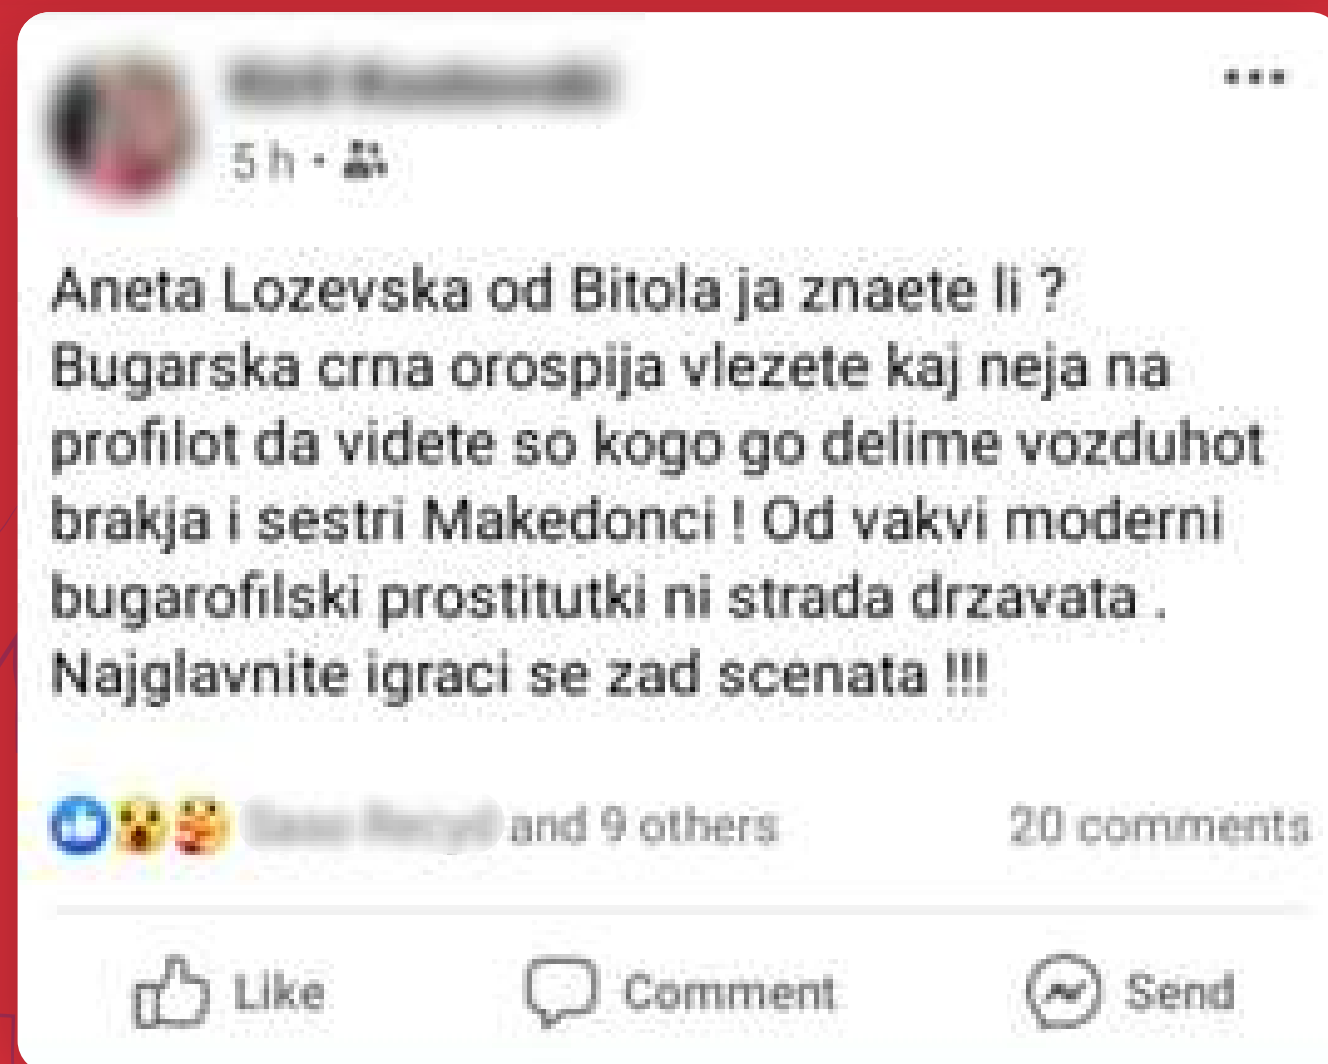 5 h
Aneta Lozevska od Bitola ja znaete li ?
Bugarska crna orospija vlezete kaj neja na
profilot da videte so kogo go delime vozduhot
brakja i sestri Makedonci ! Od vakvi moderni
bugarofilski prostitutki ni strada drzavata .
Najglavnite igraci se zad scenata !!!
and 9 others 20 comments
Like Comment Send